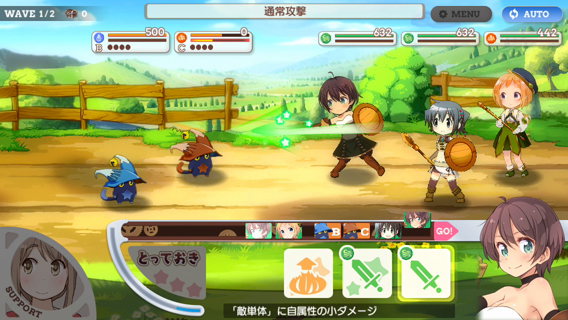 WAVE 1/2 0
通常攻撃
MENU
AUTO
500
B
0
C
632
632
632
B
C
GO!
とっておき
SUPPORT
「敵単体」に自属性の小ダメージ